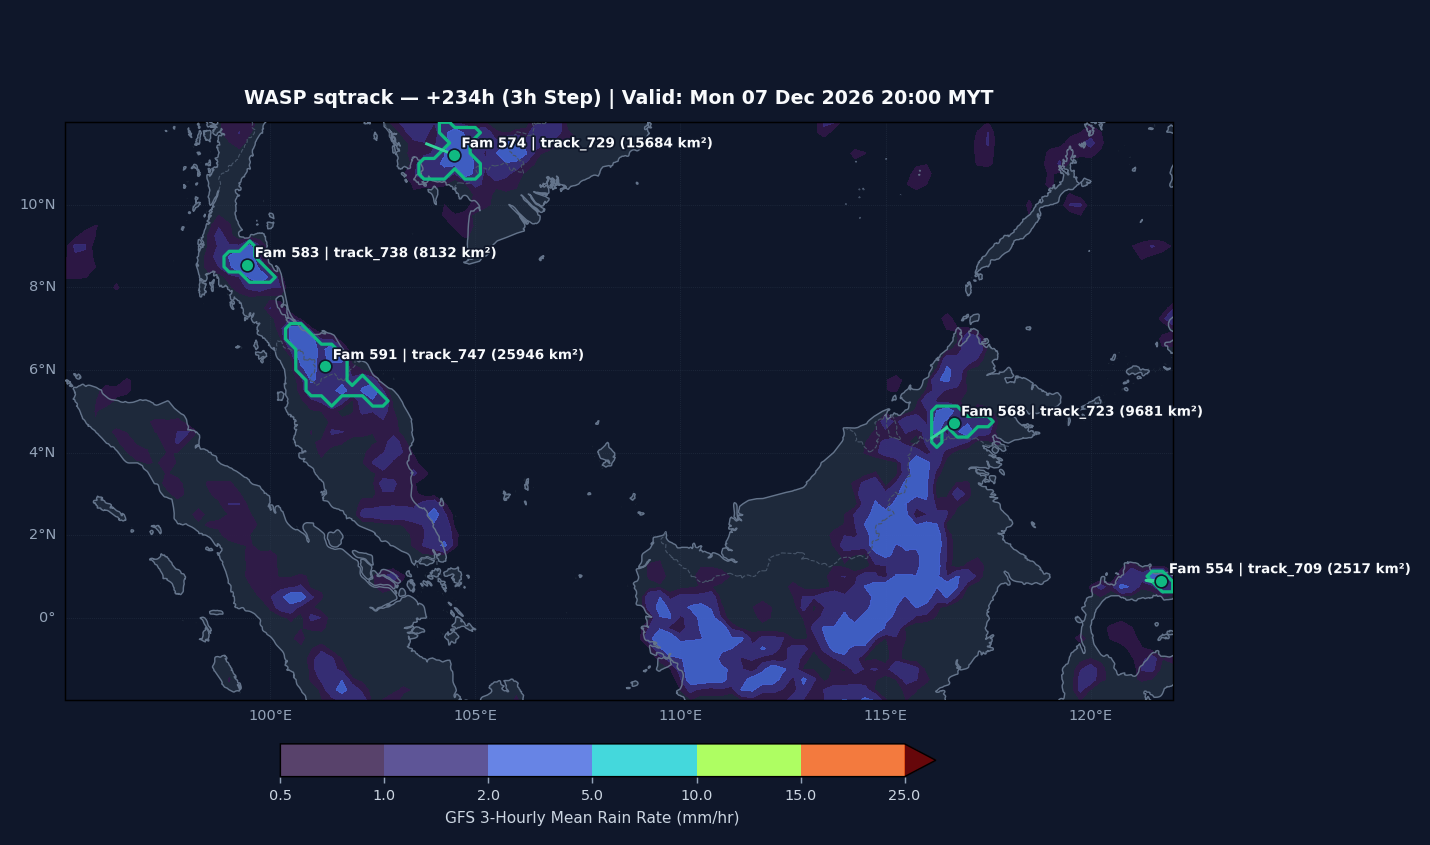 WASP sqtrack — +234h (3h Step) | Valid: Mon 07 Dec 2026 20:00 MYT
Fam 574 | track_729 (15684 km²)
10°N
Fam 583 | track_738 (8132 km²)
8°N
Fam 591 | track_747 (25946 km²)
6°N
Fam 568 | track_723 (9681 km²)
4°N
2°N
Fam 554 | track_709 (2517 km²)
0°
100°E 105°E 110°E 115°E 120°E
0.5 1.0 2.0 5.0 10.0 15.0 25.0
GFS 3-Hourly Mean Rain Rate (mm/hr)